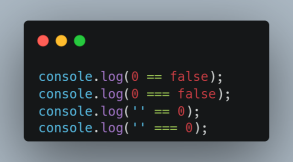 console.log(0 == false);
console.log(0 === false);
console.log('' == 0);
console.log('' === 0);